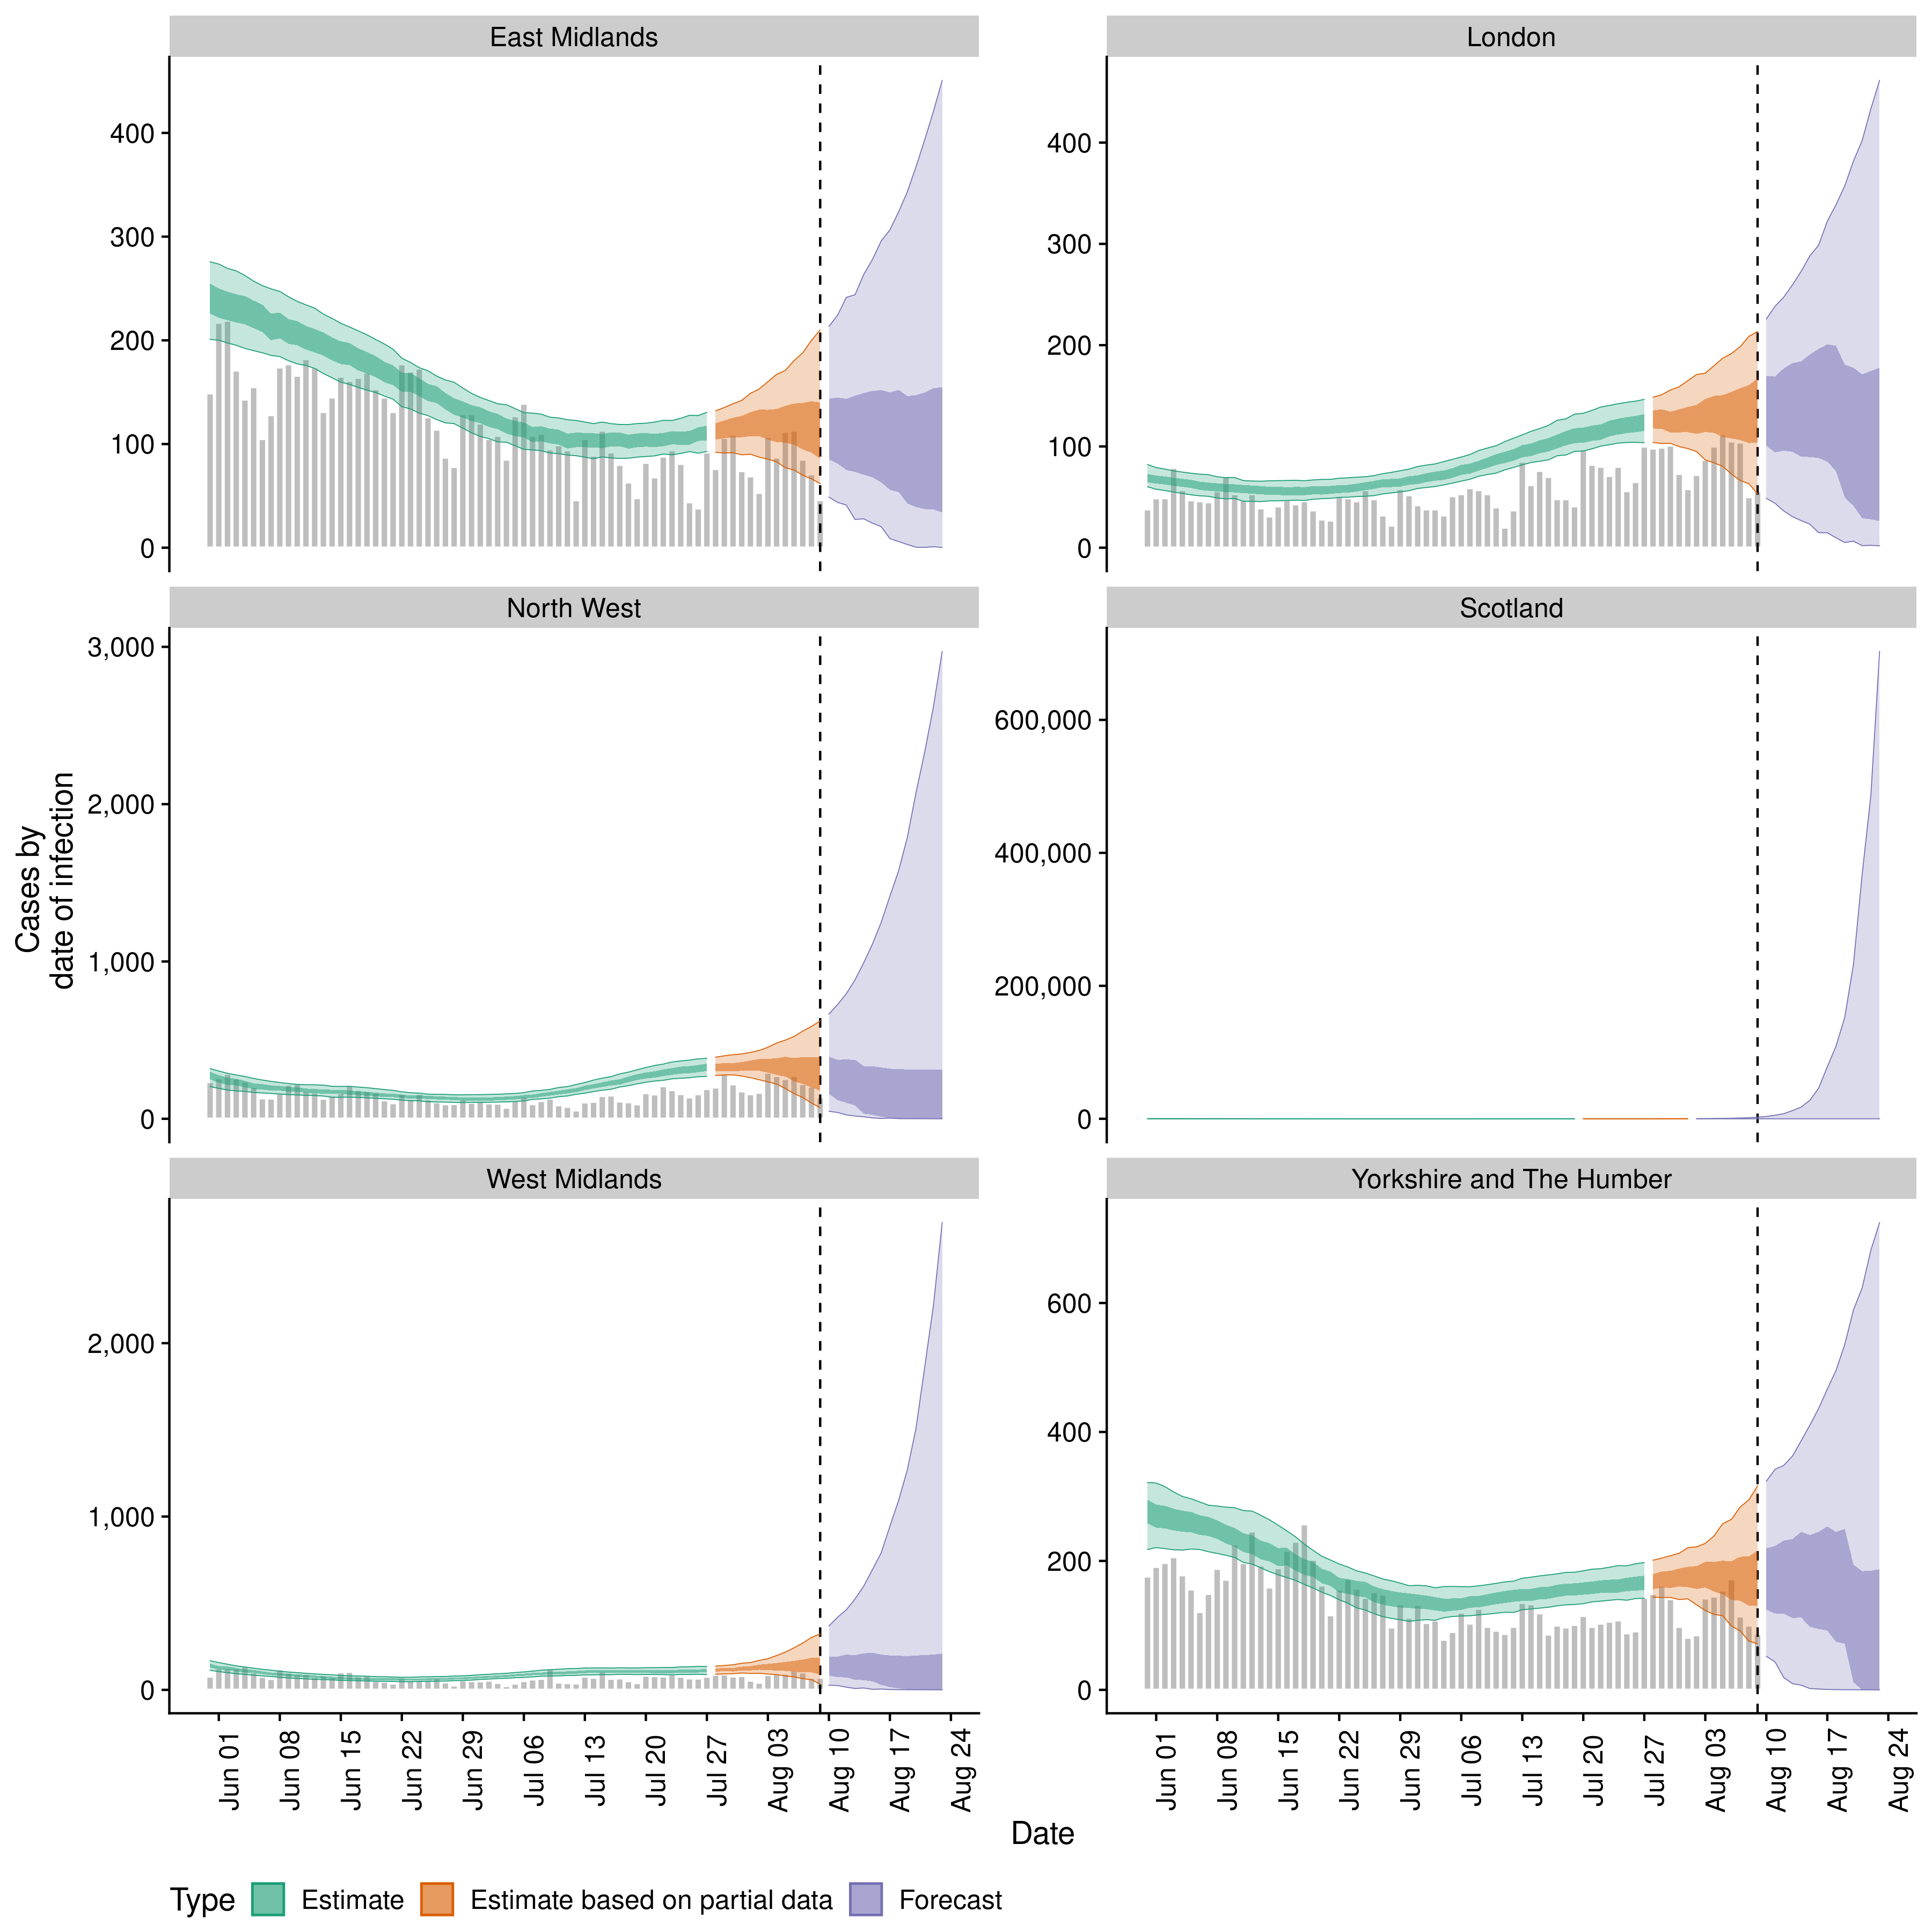 East Midlands
London
400
300
200
100
0
400
300
200
100
0
North West
Scotland
3,000
2,000
1,000
0
600,000
400,000
200,000
0
Cases by
date of infection
West Midlands
Yorkshire and The Humber
2,000
1,000
0
600
400
200
0
Jun 01
Jun 08
Jun 15
Jun 22
Jun 29
Jul 06
Jul 13
Jul 20
Jul 27
Aug 03
Aug 10
Aug 17
Aug 24
Jun 01
Jun 08
Jun 15
Jun 22
Jun 29
Jul 06
Jul 13
Jul 20
Jul 27
Aug 03
Aug 10
Aug 17
Aug 24
Date
Type Estimate Estimate based on partial data Forecast